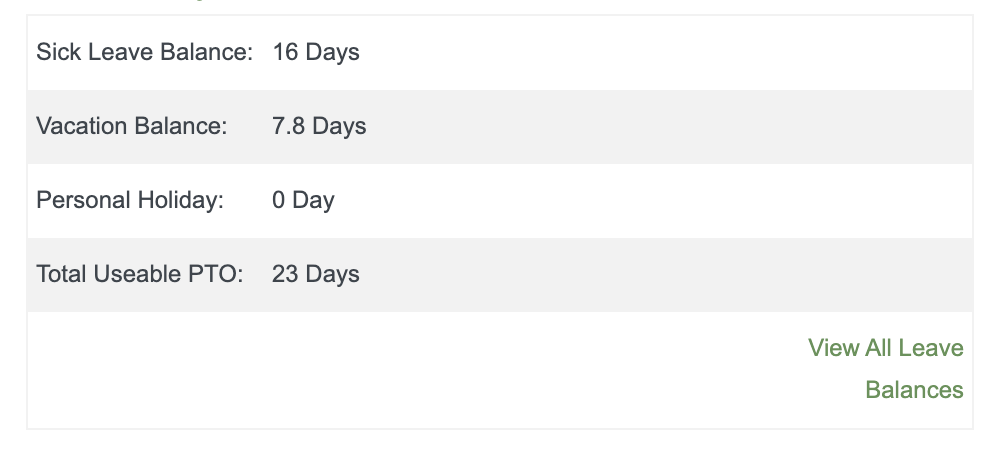 Sick Leave Balance: 16 Days
Vacation Balance: 7.8 Days
Personal Holiday: 0 Day
Total Useable PTO: 23 Days
View All Leave
Balances